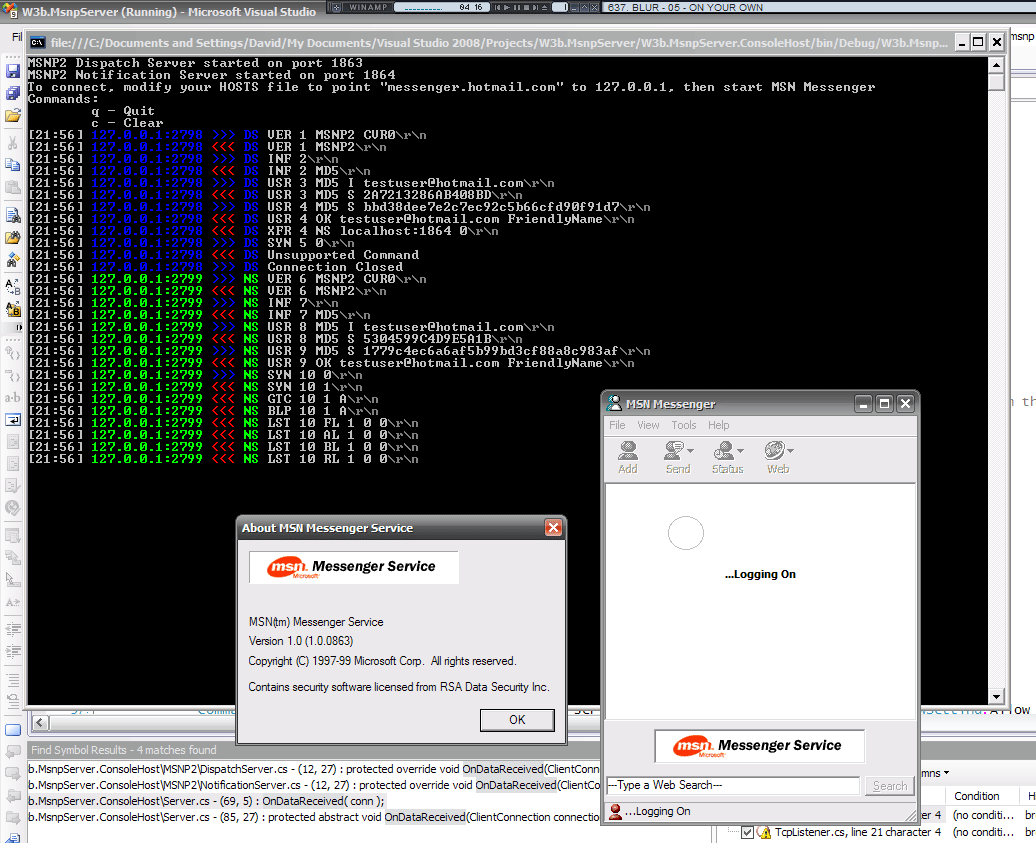 W3b.MsnpServer (Running) - Microsoft Visual Studio
WINAMP
04 16
637. BLUR - 05 - ON YOUR OWN
Fi
msnp
file:///C:/Documents and Settings/David/My Documents/Visual Studio 2008/Projects/W3b.MsnpServer/W3b.MsnpServer.ConsoleHost/bin/Debug/W3b.Msnp...
MSNP2 Dispatch Server started on port 1863
MSNP2 Notification Server started on port 1864
To connect, modify your HOSTS file to point "messenger.hotmail.com" to 127.0.0.1, then start MSN Messenger
Commands:
q - Quit
c - Clear
[21:56] 127.0.0.1:2798 >>> DS VER 1 MSNP2 CVR0\r\n
[21:56] 127.0.0.1:2798 <<< DS VER 1 MSNP2\r\n
[21:56] 127.0.0.1:2798 >>> DS INF 2\r\n
[21:56] 127.0.0.1:2798 <<< DS INF 2 MD5\r\n
[21:56] 127.0.0.1:2798 >>> DS USR 3 MD5 I testuser@hotmail.com\r\n
[21:56] 127.0.0.1:2798 <<< DS USR 3 MD5 S 2A7213286AB408BD\r\n
[21:56] 127.0.0.1:2798 >>> DS USR 4 MD5 S bbd38dee7e2c7ec92c5b66cfd90f91d7\r\n
[21:56] 127.0.0.1:2798 <<< DS USR 4 OK testuser@hotmail.com FriendlyName\r\n
[21:56] 127.0.0.1:2798 <<< DS XFR 4 NS localhost:1864 0\r\n
[21:56] 127.0.0.1:2798 >>> DS SYN 5 0\r\n
[21:56] 127.0.0.1:2798 <<< DS Unsupported Command
[21:56] 127.0.0.1:2798 >>> DS Connection Closed
[21:56] 127.0.0.1:2799 >>> NS VER 6 MSNP2 CVR0\r\n
[21:56] 127.0.0.1:2799 <<< NS VER 6 MSNP2\r\n
[21:56] 127.0.0.1:2799 >>> NS INF 7\r\n
[21:56] 127.0.0.1:2799 <<< NS INF 7 MD5\r\n
[21:56] 127.0.0.1:2799 >>> NS USR 8 MD5 I testuser@hotmail.com\r\n
[21:56] 127.0.0.1:2799 <<< NS USR 8 MD5 S 5304599C4D9E5A1B\r\n
[21:56] 127.0.0.1:2799 >>> NS USR 9 MD5 S 1779c4ec6a6af5b99bd3cf88a8c983af\r\n
[21:56] 127.0.0.1:2799 <<< NS USR 9 OK testuser@hotmail.com FriendlyName\r\n
[21:56] 127.0.0.1:2799 >>> NS SYN 10 0\r\n
[21:56] 127.0.0.1:2799 <<< NS SYN 10 1\r\n
[21:56] 127.0.0.1:2799 <<< NS GTC 10 1 A\r\n
[21:56] 127.0.0.1:2799 <<< NS BLP 10 1 A\r\n
[21:56] 127.0.0.1:2799 <<< NS LST 10 FL 1 0 0\r\n
[21:56] 127.0.0.1:2799 <<< NS LST 10 AL 1 0 0\r\n
[21:56] 127.0.0.1:2799 <<< NS LST 10 BL 1 0 0\r\n
[21:56] 127.0.0.1:2799 <<< NS LST 10 RL 1 0 0\r\n
MSN Messenger
File View Tools Help
Add Send Status Web
...Logging On
msn Microsoft Messenger Service
---Type a Web Search---
Search
...Logging On
About MSN Messenger Service
msn Microsoft Messenger Service
MSN(tm) Messenger Service
Version 1.0 (1.0.0863)
Copyright (C) 1997-99 Microsoft Corp. All rights reserved.
Contains security software licensed from RSA Data Security Inc.
OK
th
Allow
Find Symbol Results - 4 matches found
b.MsnpServer.ConsoleHost\MSNP2\DispatchServer.cs - (12, 27) : protected override void OnDataReceived(ClientConn
b.MsnpServer.ConsoleHost\MSNP2\NotificationServer.cs - (12, 27) : protected override void OnDataReceived(ClientCo
b.MsnpServer.ConsoleHost\Server.cs - (69, 5) : OnDataReceived( conn );
b.MsnpServer.ConsoleHost\Server.cs - (85, 27) : protected abstract void OnDataReceived(ClientConnection connectio
mns
Condition H
er 4 (no conditi... br
TcpListener.cs, line 21 character 4 (no conditi... br